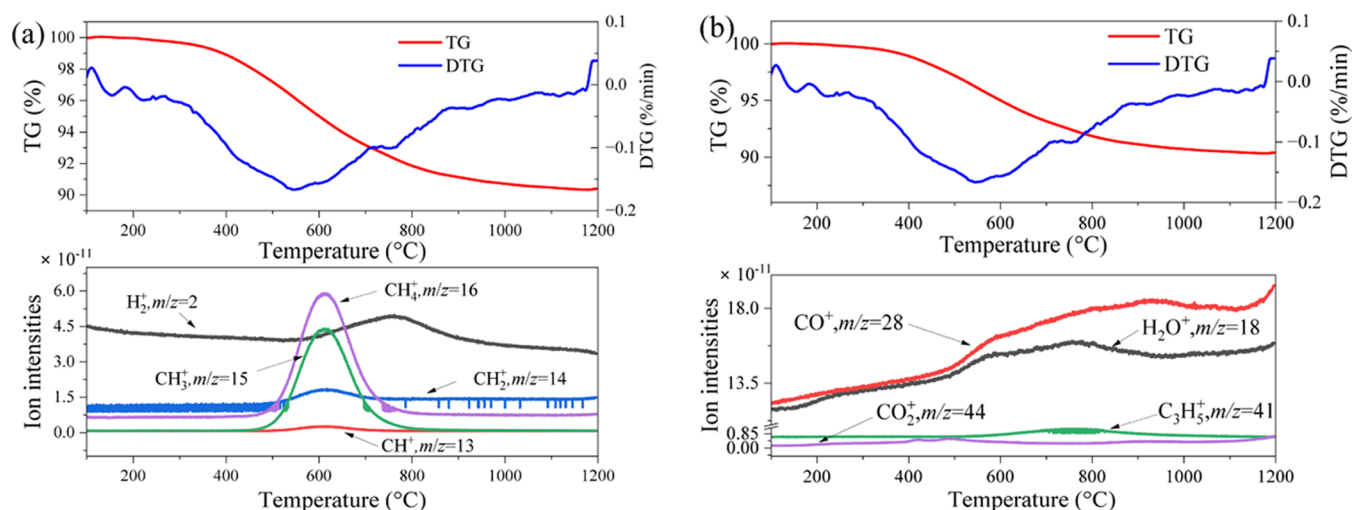 (a)
TG
DTG
TG (%)
100
98
96
94
92
90
0.1
0.0
−0.1
−0.2
DTG (%/min)
200 400 600 800 1000 1200
Temperature (°C)
× 10⁻¹¹
Ion intensities
6.0
4.5
3.0
1.5
0.0
H₂⁺,m/z=2
CH₄⁺,m/z=16
CH₃⁺,m/z=15
CH₂⁺,m/z=14
CH⁺,m/z=13
200 400 600 800 1000 1200
Temperature (°C)
(b)
TG
DTG
TG (%)
100
95
90
0.1
0.0
−0.1
−0.2
DTG (%/min)
200 400 600 800 1000 1200
Temperature (°C)
× 10⁻¹¹
Ion intensities
18.0
13.5
0.85
0.00
CO⁺,m/z=28
H₂O⁺,m/z=18
CO₂⁺,m/z=44
C₃H₅⁺,m/z=41
200 400 600 800 1000 1200
Temperature (°C)